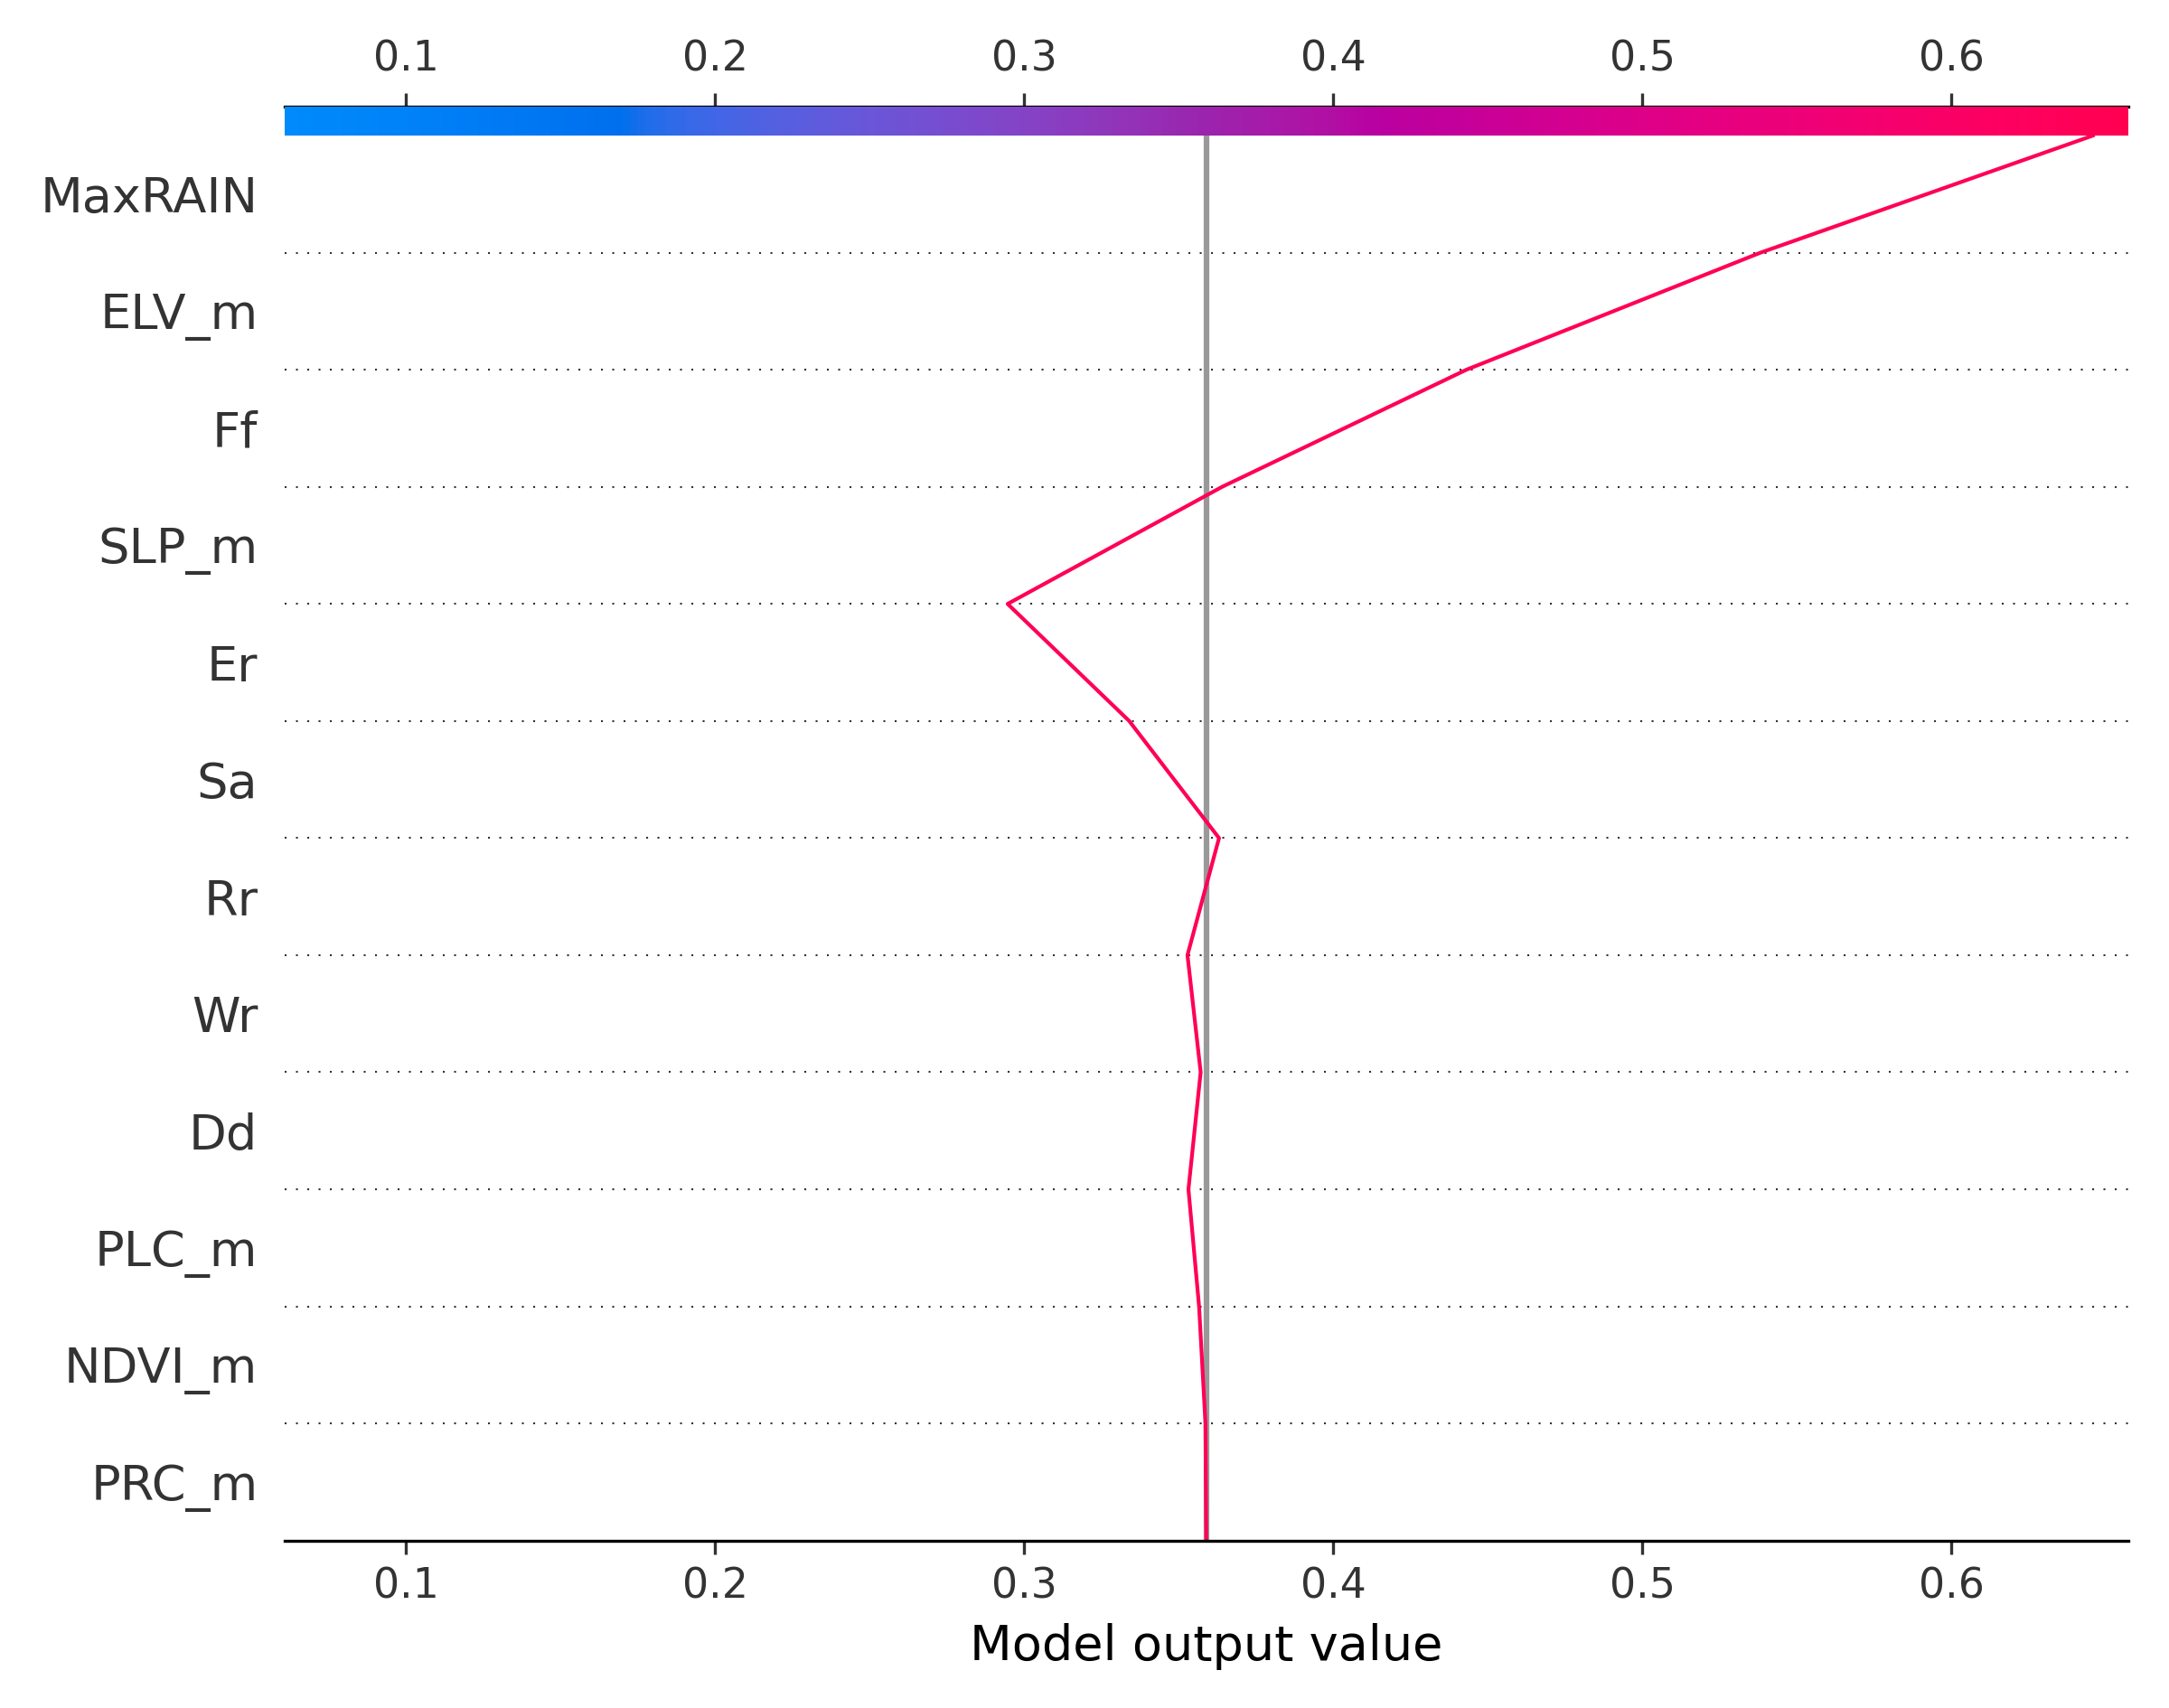 0.1 0.2 0.3 0.4 0.5 0.6
MaxRAIN
ELV_m
Ff
SLP_m
Er
Sa
Rr
Wr
Dd
PLC_m
NDVI_m
PRC_m
0.1 0.2 0.3 0.4 0.5 0.6
Model output value